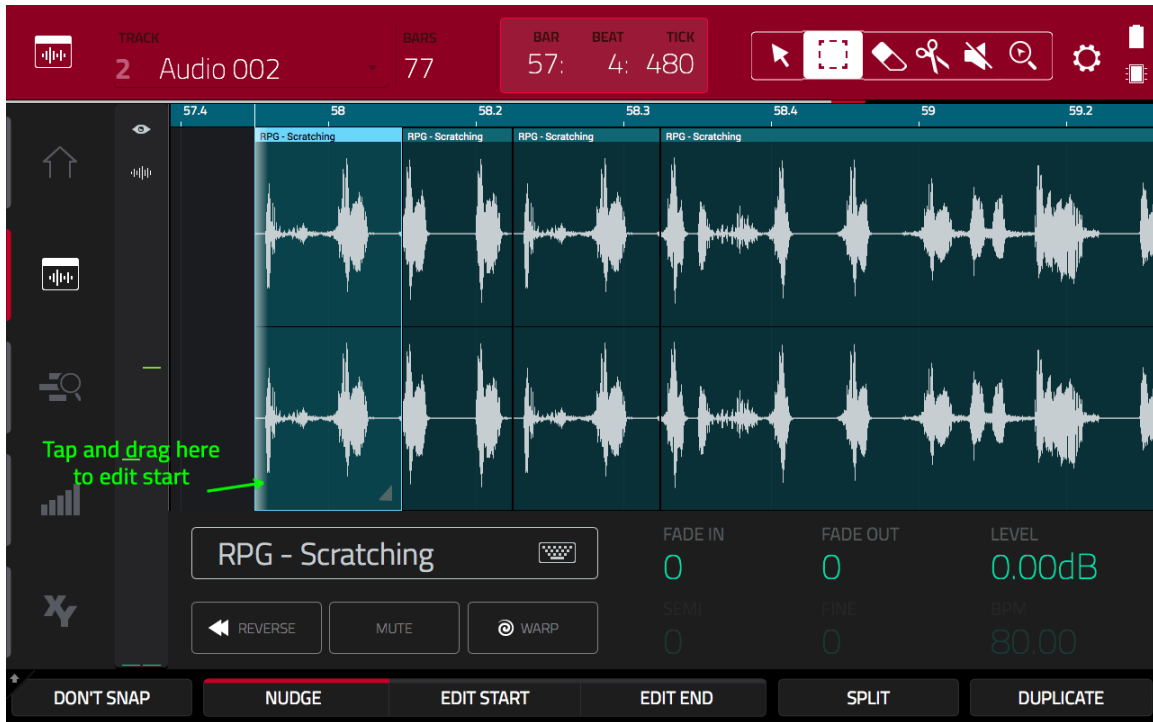 TRACK
2 Audio 002
BARS
77
BAR BEAT TICK
57: 4: 480
57.4 58 58.2 58.3 58.4 59 59.2
RPG - Scratching RPG - Scratching RPG - Scratching RPG - Scratching
Tap and drag here
to edit start
RPG - Scratching
FADE IN FADE OUT LEVEL
0 0 0.00dB
REVERSE MUTE WARP
SEMI FINE BPM
0 0 80.00
XY
DON'T SNAP NUDGE EDIT START EDIT END SPLIT DUPLICATE